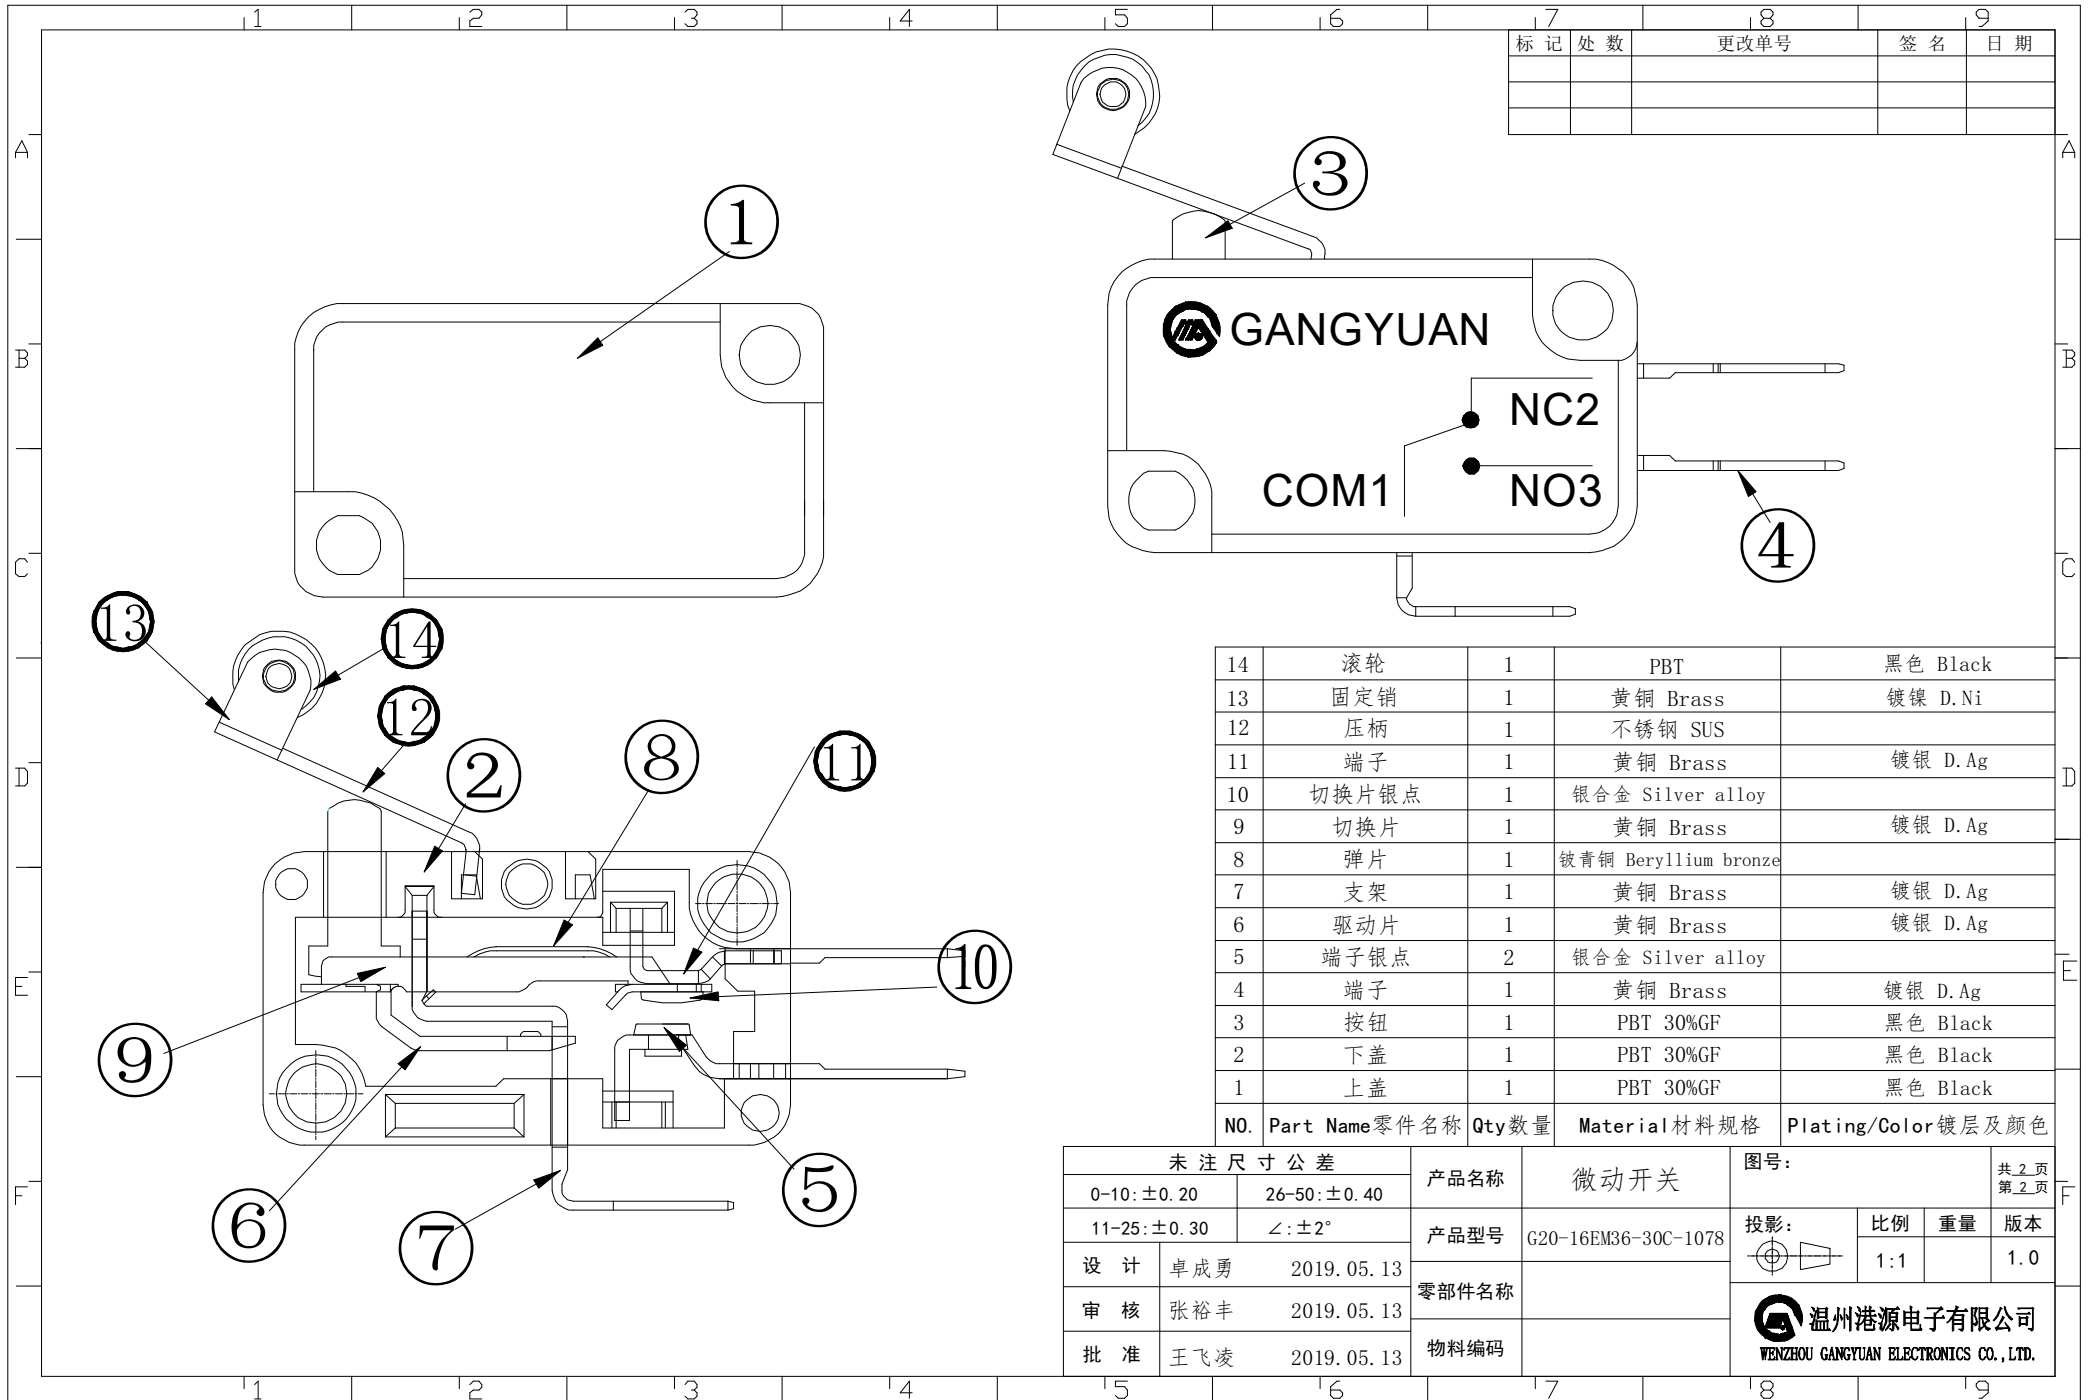 1 2 3 4 5 6 7 8 9
标记 处数 更改单号 签名 日期
A A
B B
C C
D D
E E
F F
1
3
GANGYUAN
NC2
COM1
NO3
4
13
14
12
2
8
11
10
9
6
7
5
14 滚轮 1 PBT 黑色 Black
13 固定销 1 黄铜 Brass 镀镍 D.Ni
12 压柄 1 不锈钢 SUS
11 端子 1 黄铜 Brass 镀银 D.Ag
10 切换片银点 1 银合金 Silver alloy
9 切换片 1 黄铜 Brass 镀银 D.Ag
8 弹片 1 铍青铜 Beryllium bronze
7 支架 1 黄铜 Brass 镀银 D.Ag
6 驱动片 1 黄铜 Brass 镀银 D.Ag
5 端子银点 2 银合金 Silver alloy
4 端子 1 黄铜 Brass 镀银 D.Ag
3 按钮 1 PBT 30%GF 黑色 Black
2 下盖 1 PBT 30%GF 黑色 Black
1 上盖 1 PBT 30%GF 黑色 Black
NO. Part Name零件名称 Qty数量 Material材料规格 Plating/Color镀层及颜色
未注尺寸公差
0-10:±0.20 26-50:±0.40
11-25:±0.30 ∠:±2°
设计 卓成勇 2019.05.13
审核 张裕丰 2019.05.13
批准 王飞凌 2019.05.13
产品名称 微动开关
产品型号 G20-16EM36-30C-1078
零部件名称
物料编码
图号:
共 2 页
第 2 页
投影: 比例 重量 版本
1:1 1.0
温州港源电子有限公司
WENZHOU GANGYUAN ELECTRONICS CO.,LTD.
1 2 3 4 5 6 7 8 9